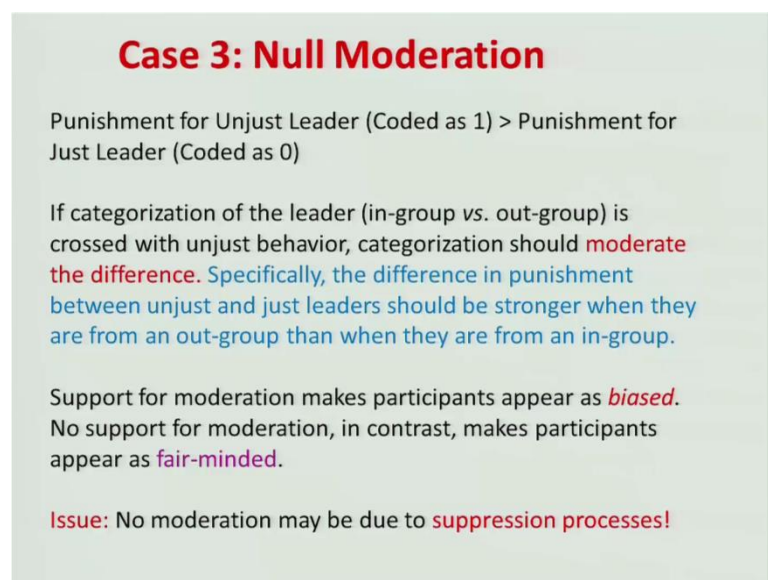 Case 3: Null Moderation
Punishment for Unjust Leader (Coded as 1) > Punishment for
Just Leader (Coded as 0)
If categorization of the leader (in-group vs. out-group) is
crossed with unjust behavior, categorization should moderate
the difference. Specifically, the difference in punishment
between unjust and just leaders should be stronger when they
are from an out-group than when they are from an in-group.
Support for moderation makes participants appear as biased.
No support for moderation, in contrast, makes participants
appear as fair-minded.
Issue: No moderation may be due to suppression processes!